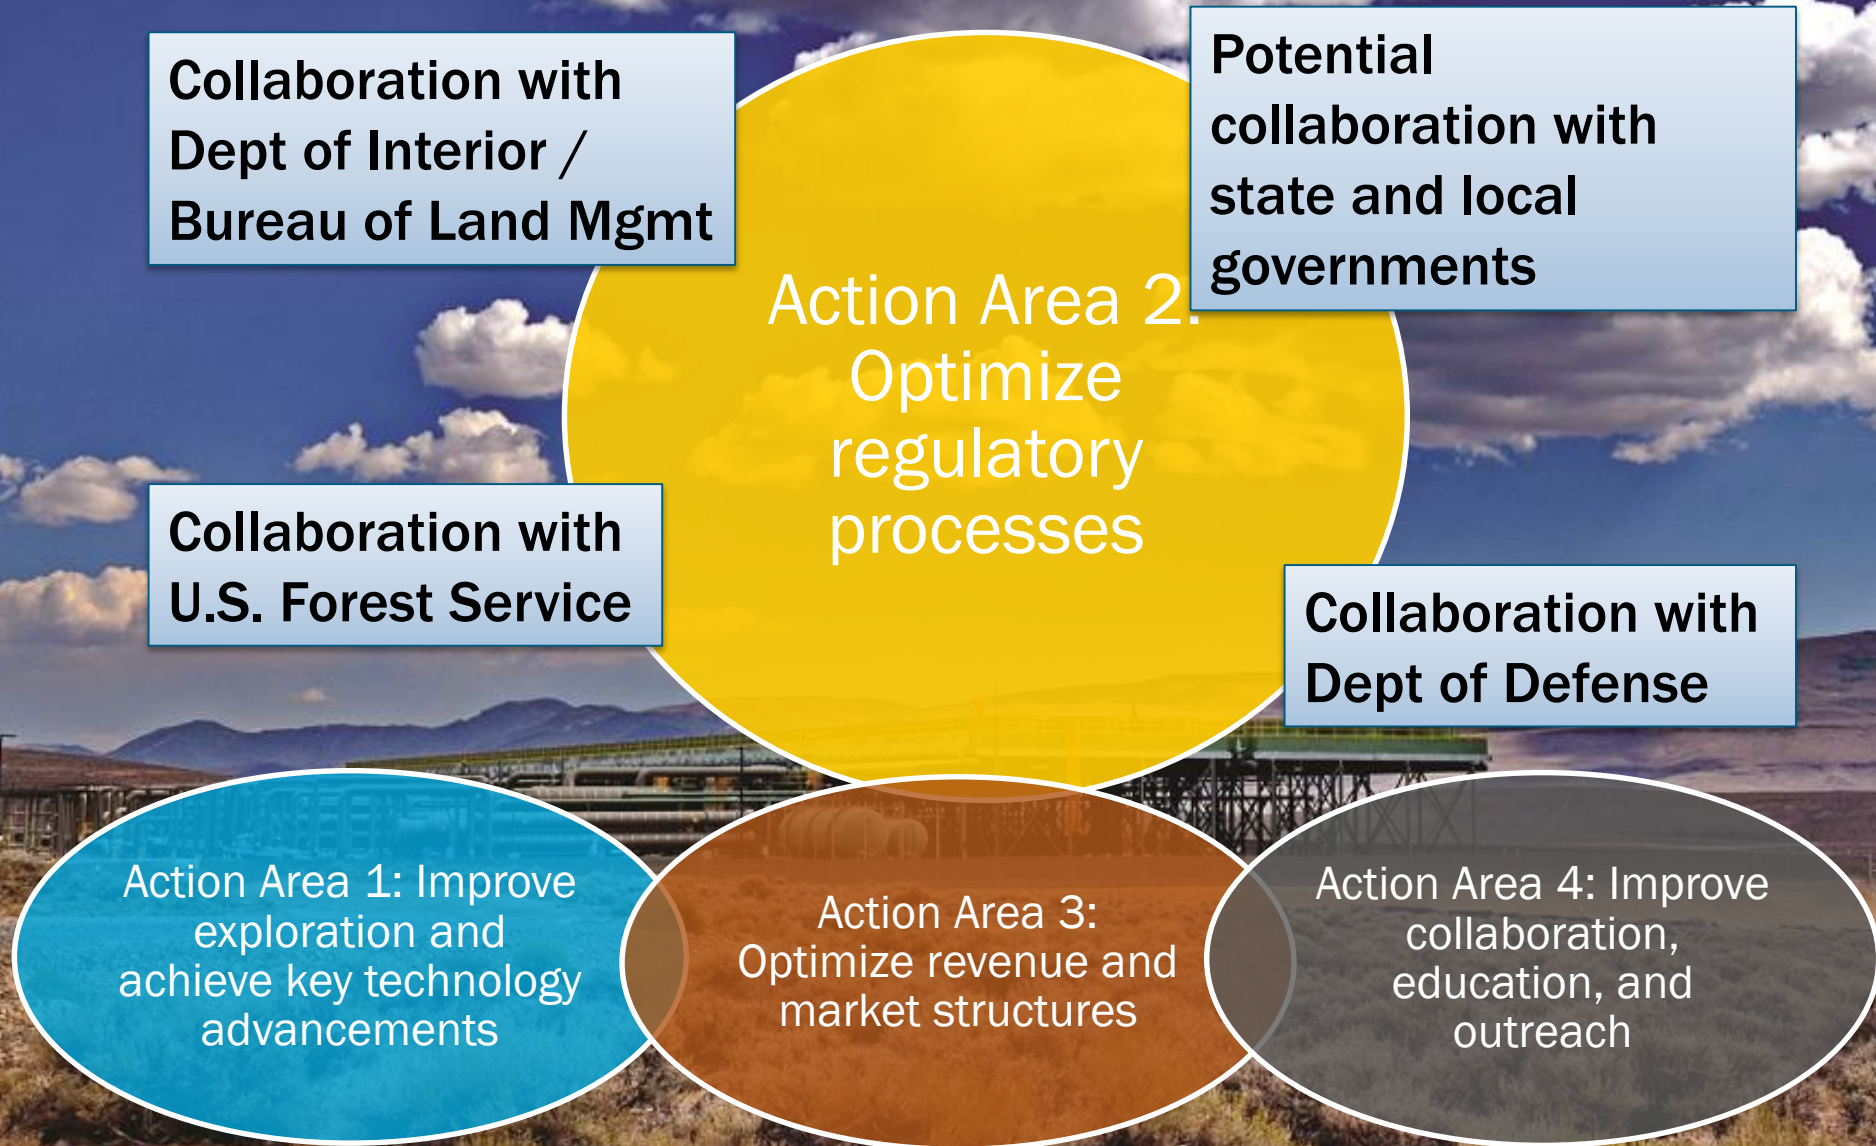 Collaboration with
Dept of Interior /
Bureau of Land Mgmt
Potential
collaboration with
state and local
governments
Action Area 2:
Optimize
regulatory
processes
Collaboration with
U.S. Forest Service
Collaboration with
Dept of Defense
Action Area 1: Improve
exploration and
achieve key technology
advancements
Action Area 3:
Optimize revenue and
market structures
Action Area 4: Improve
collaboration,
education, and
outreach